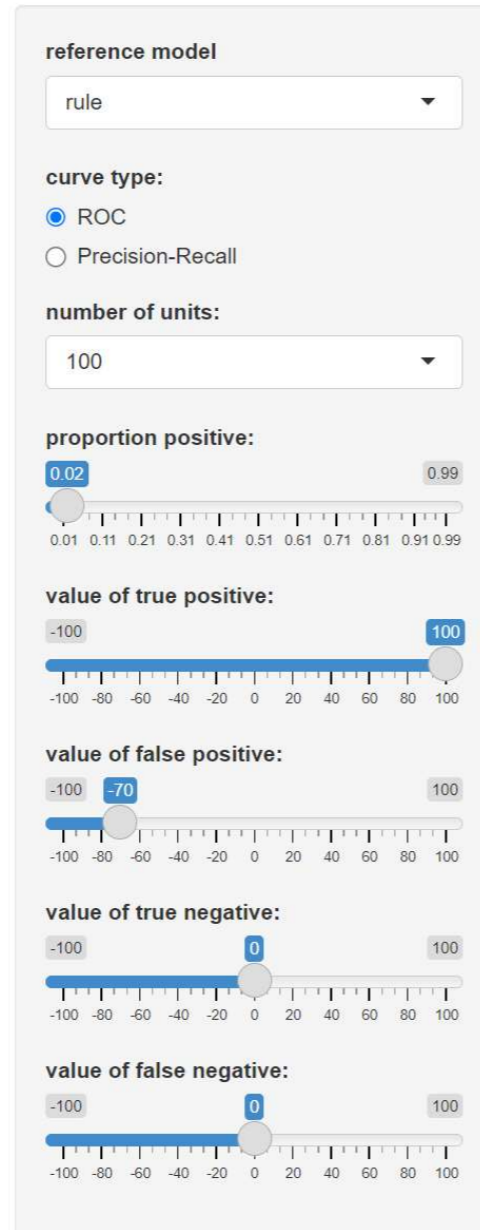 reference model
rule
curve type:
ROC
Precision-Recall
number of units:
100
proportion positive:
0.02 0.99
0.01 0.11 0.21 0.31 0.41 0.51 0.61 0.71 0.81 0.91 0.99
value of true positive:
-100 100
-100 -80 -60 -40 -20 0 20 40 60 80 100
value of false positive:
-100 -70 100
-100 -80 -60 -40 -20 0 20 40 60 80 100
value of true negative:
-100 0 100
-100 -80 -60 -40 -20 0 20 40 60 80 100
value of false negative:
-100 0 100
-100 -80 -60 -40 -20 0 20 40 60 80 100